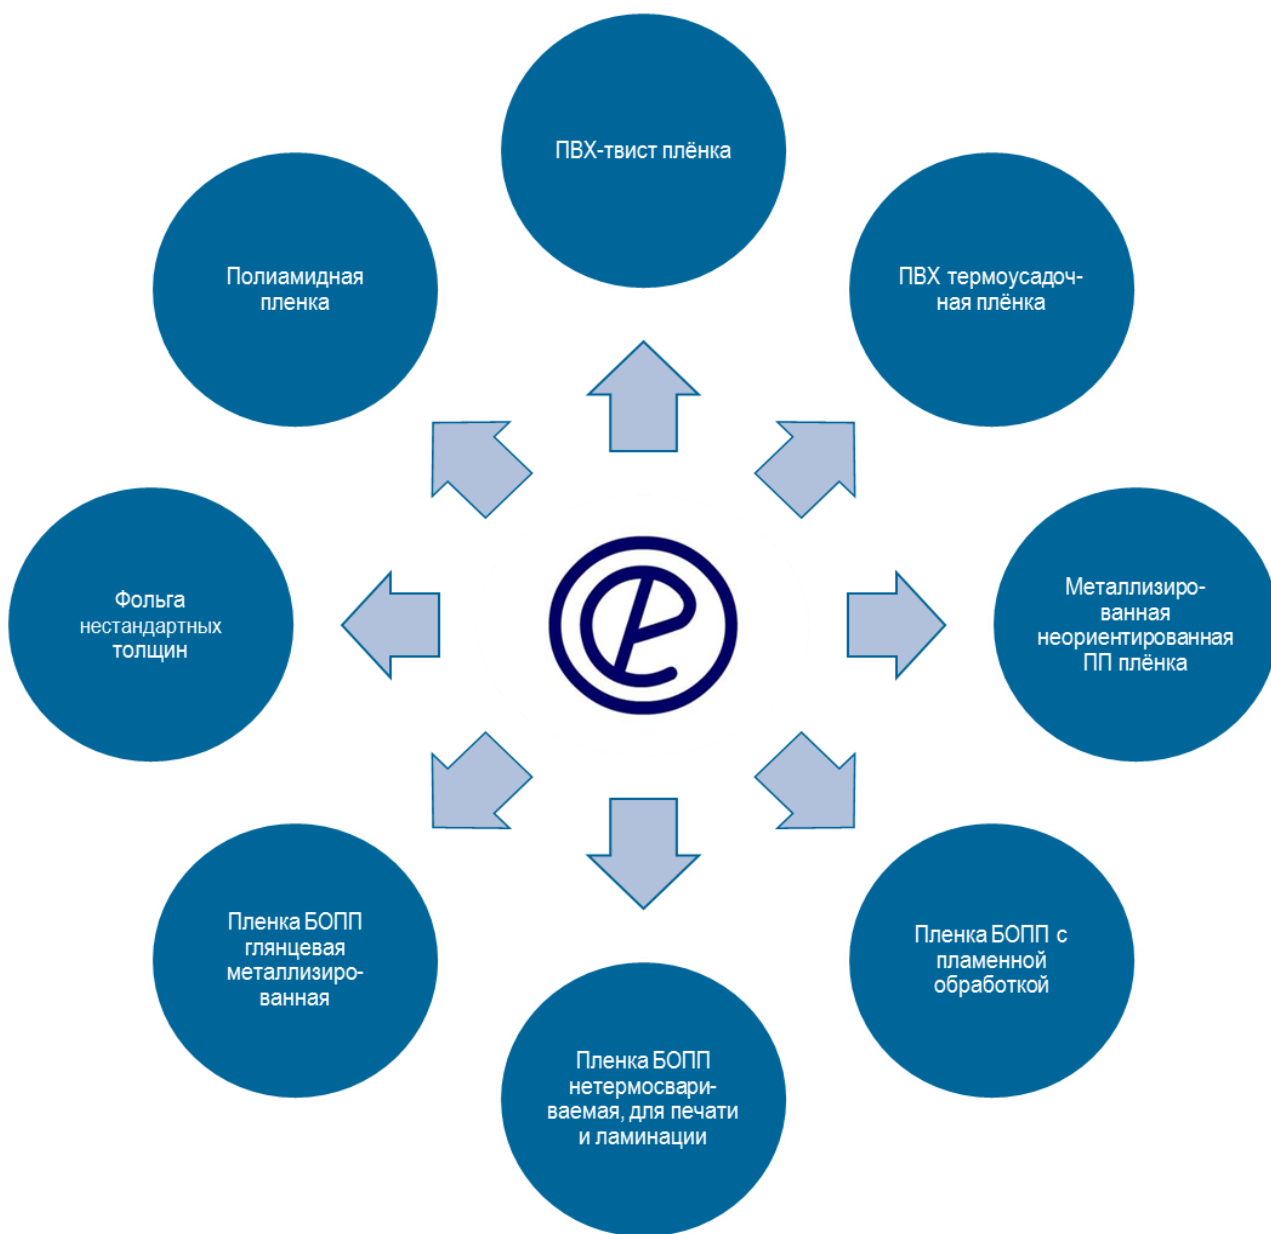 ПВХ-твист плёнка
ПВХ термоусадоч-
ная плёнка
Металлизиро-
ванная
неориентированная
ПП плёнка
Пленка БОПП с
пламенной
обработкой
Пленка БОПП
нетермосвари-
ваемая, для печати
и ламинации
Пленка БОПП
глянцевая
металлизиро-
ванная
Фольга
нестандартных
толщин
Полиамидная
пленка